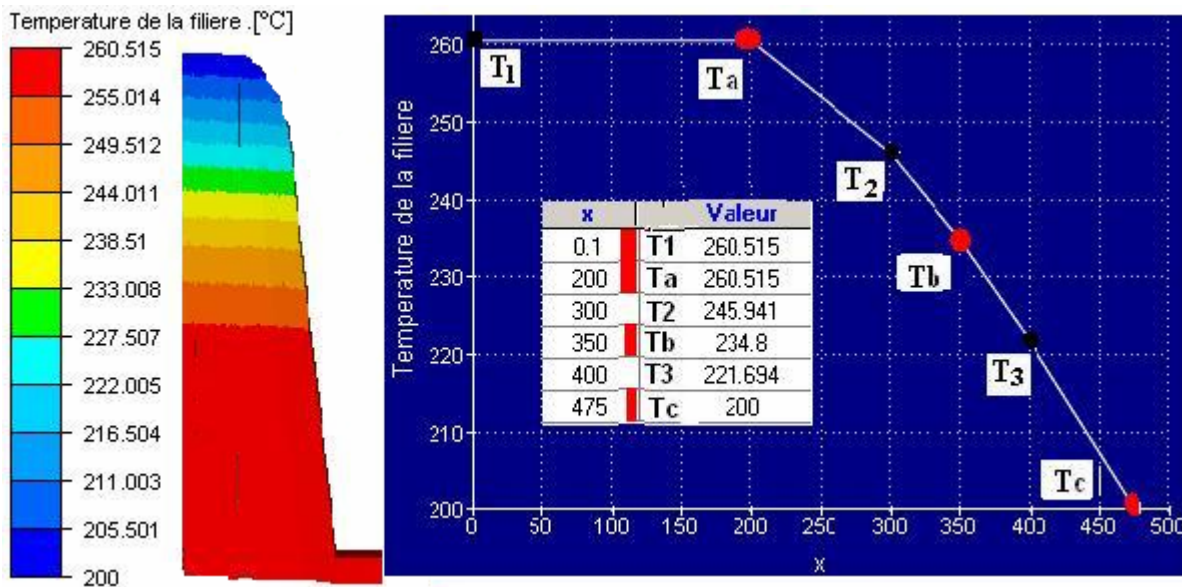 Temperature de la filiere .[°C]
260.515
255.014
249.512
244.011
238.51
233.008
227.507
222.005
216.504
211.003
205.501
200
Temperature de la filiere
260
250
240
230
220
210
200
T1
Ta
T2
Tb
T3
Tc
x Valeur
0.1 T1 260.515
200 Ta 260.515
300 T2 245.941
350 Tb 234.8
400 T3 221.694
475 Tc 200
0 50 100 150 200 250 300 350 400 450 500
x